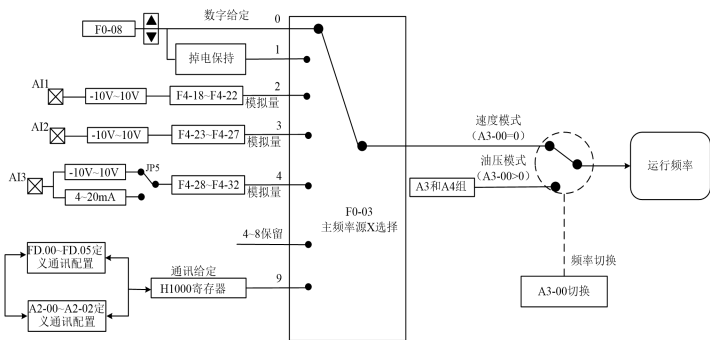 数字给定
0
F0-08
掉电保持
1
AI1
-10V~10V
F4-18~F4-22
2
模拟量
AI2
-10V~10V
F4-23~F4-27
3
模拟量
AI3
-10V~10V
4~20mA
JP5
F4-28~F4-32
4
模拟量
4~8保留
FD.00~FD.05定
义通讯配置
A2-00~A2-02定
义通讯配置
通讯给定
H1000寄存器
9
F0-03
主频率源X选择
速度模式
(A3-00=0)
油压模式
(A3-00>0)
A3和A4组
运行频率
频率切换
A3-00切换